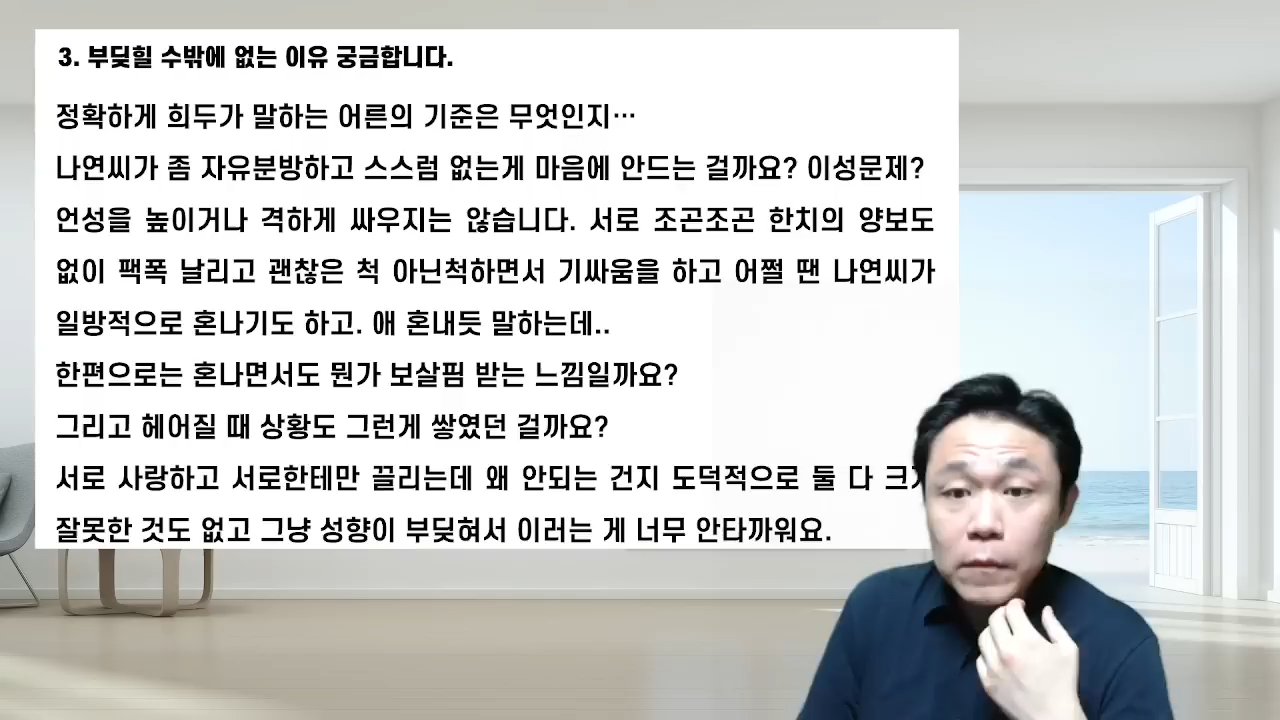 3. 부딪힐 수밖에 없는 이유 궁금합니다.
정확하게 희두가 말하는 어른의 기준은 무엇인지…
나연씨가 좀 자유분방하고 스스럼 없는게 마음에 안드는 걸까요? 이성문제?
언성을 높이거나 격하게 싸우지는 않습니다. 서로 조곤조곤 한치의 양보도
없이 팩폭 날리고 괜찮은 척 아닌척하면서 기싸움을 하고 어쩔 땐 나연씨가
일방적으로 혼나기도 하고. 애 혼내듯 말하는데..
한편으로는 혼나면서도 뭔가 보살핌 받는 느낌일까요?
그리고 헤어질 때 상황도 그런게 쌓였던 걸까요?
서로 사랑하고 서로한테만 끌리는데 왜 안되는 건지 도덕적으로 둘 다
잘못한 것도 없고 그냥 성향이 부딪혀서 이러는 게 너무 안타까워요.